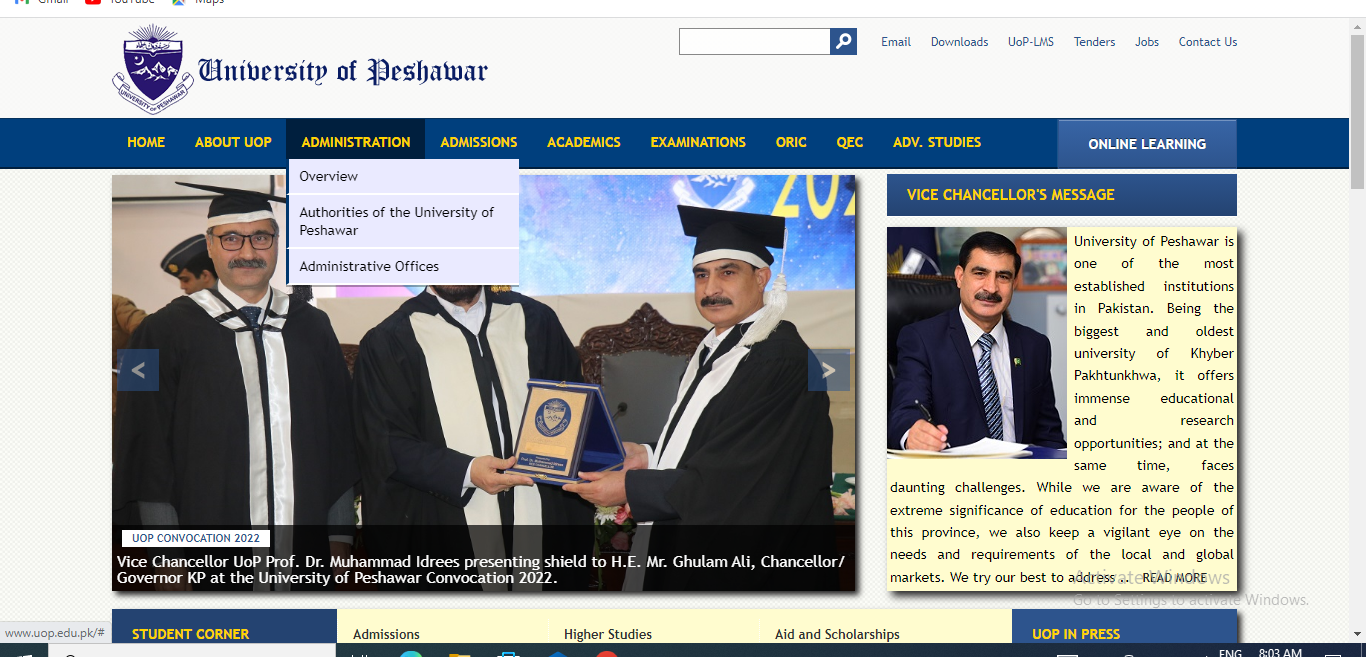 Gmail YouTube Maps
University of Peshawar
Email Downloads UoP-LMS Tenders Jobs Contact Us
HOME ABOUT UOP ADMINISTRATION ADMISSIONS ACADEMICS EXAMINATIONS ORIC QEC ADV. STUDIES ONLINE LEARNING
Overview
Authorities of the University of
Peshawar
Administrative Offices
<
>
UOP CONVOCATION 2022
Vice Chancellor UoP Prof. Dr. Muhammad Idrees presenting shield to H.E. Mr. Ghulam Ali, Chancellor/
Governor KP at the University of Peshawar Convocation 2022.
VICE CHANCELLOR'S MESSAGE
University of Peshawar is
one of the most
established institutions
in Pakistan. Being the
biggest and oldest
university of Khyber
Pakhtunkhwa, it offers
immense educational
and research
opportunities; and at the
same time, faces
daunting challenges. While we are aware of the
extreme significance of education for the people of
this province, we also keep a vigilant eye on the
needs and requirements of the local and global
markets. We try our best to address .. READ MORE
Activate Windows
Go to Settings to activate Windows.
www.uop.edu.pk/#
STUDENT CORNER Admissions Higher Studies Aid and Scholarships UOP IN PRESS
ENG 8:03 AM